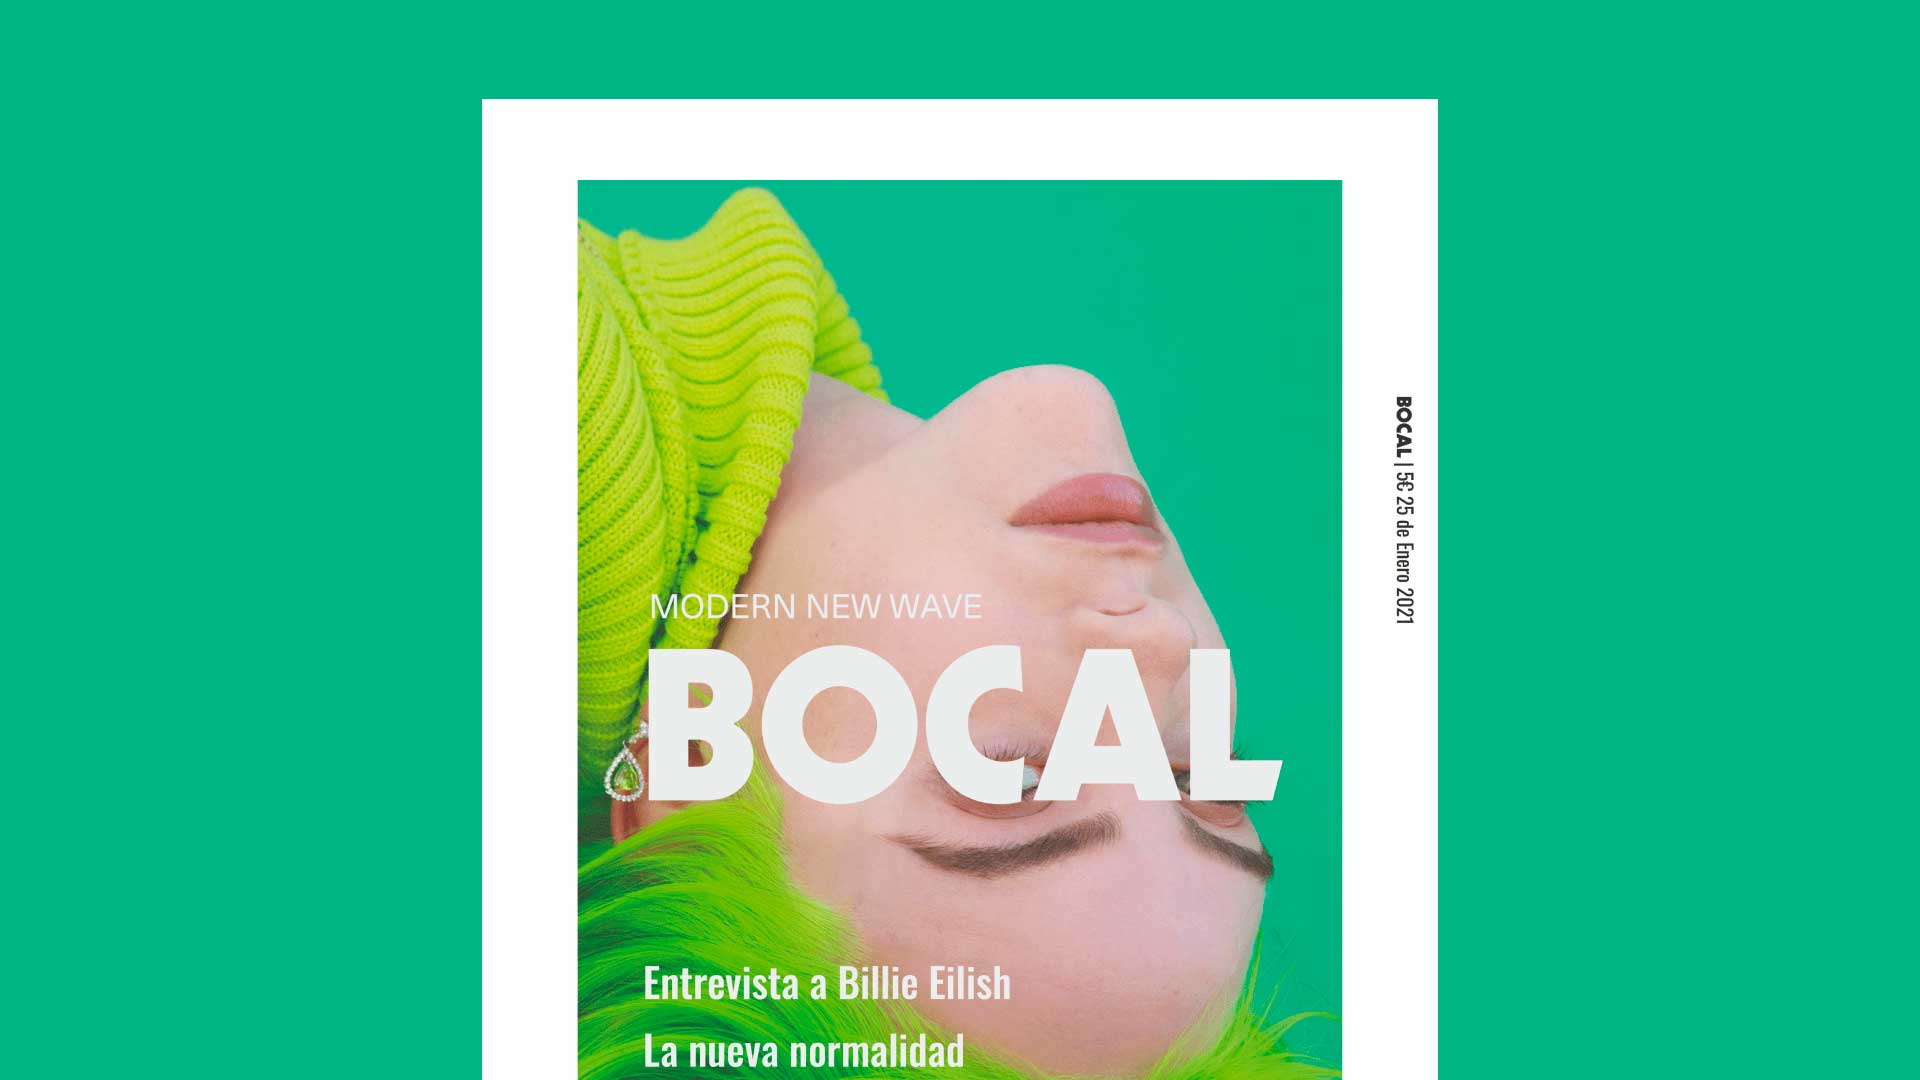 MODERN NEW WAVE
BOCAL
Entrevista a Billie Eilish
La nueva normalidad
BOCAL | 5€ 25 de Enero 2021